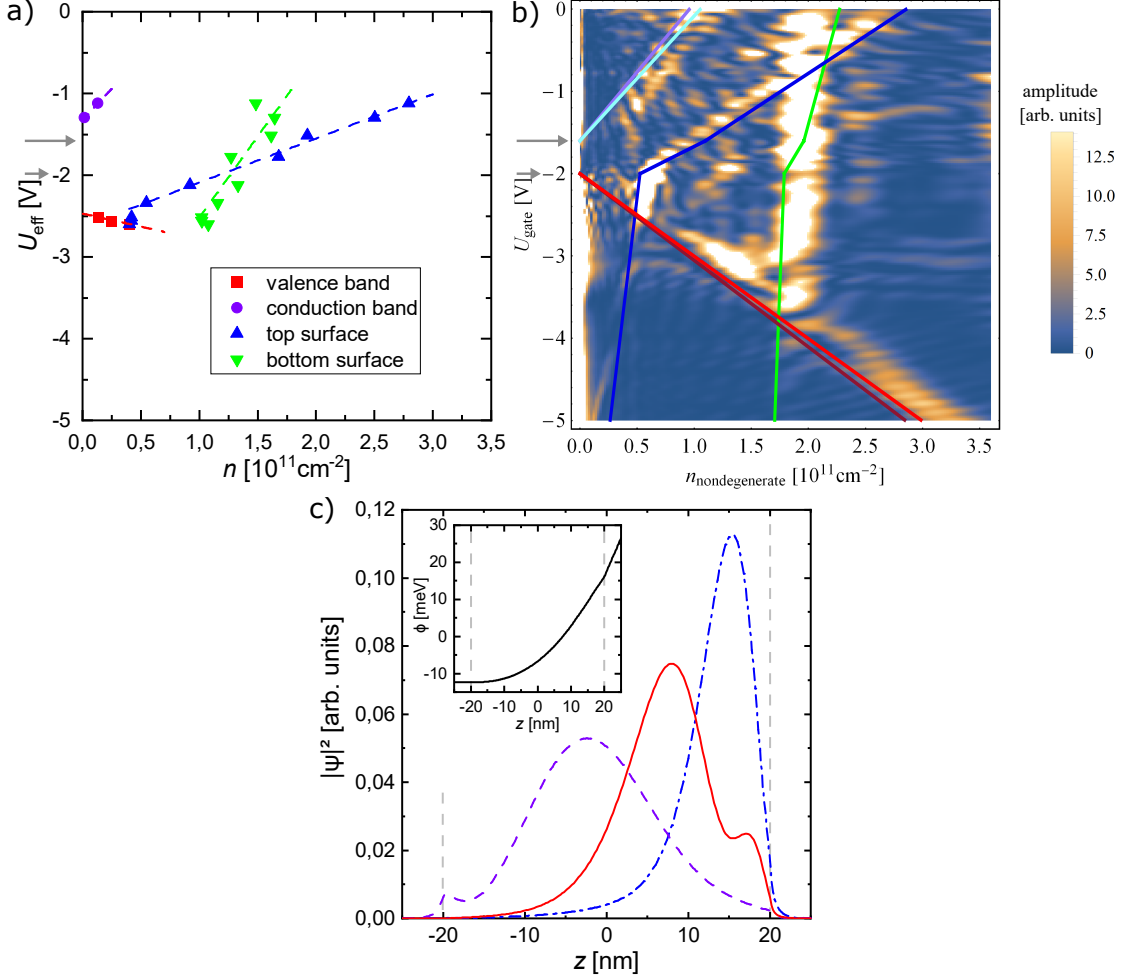 a)
U_eff [V]
0
-1
-2
-3
-4
-5
valence band
conduction band
top surface
bottom surface
0,0 0,5 1,0 1,5 2,0 2,5 3,0 3,5
n [10^11 cm^-2]
b)
U_gate [V]
0
-1
-2
-3
-4
-5
0.0 0.5 1.0 1.5 2.0 2.5 3.0 3.5
n_nondegenerate [10^11 cm^-2]
amplitude
[arb. units]
12.5
10.0
7.5
5.0
2.5
0
c)
|ψ|² [arb. units]
0,12
0,10
0,08
0,06
0,04
0,02
0,00
ϕ [meV]
30
20
10
0
-10
-20 -10 0 10 20
z [nm]
-20 -10 0 10 20
z [nm]